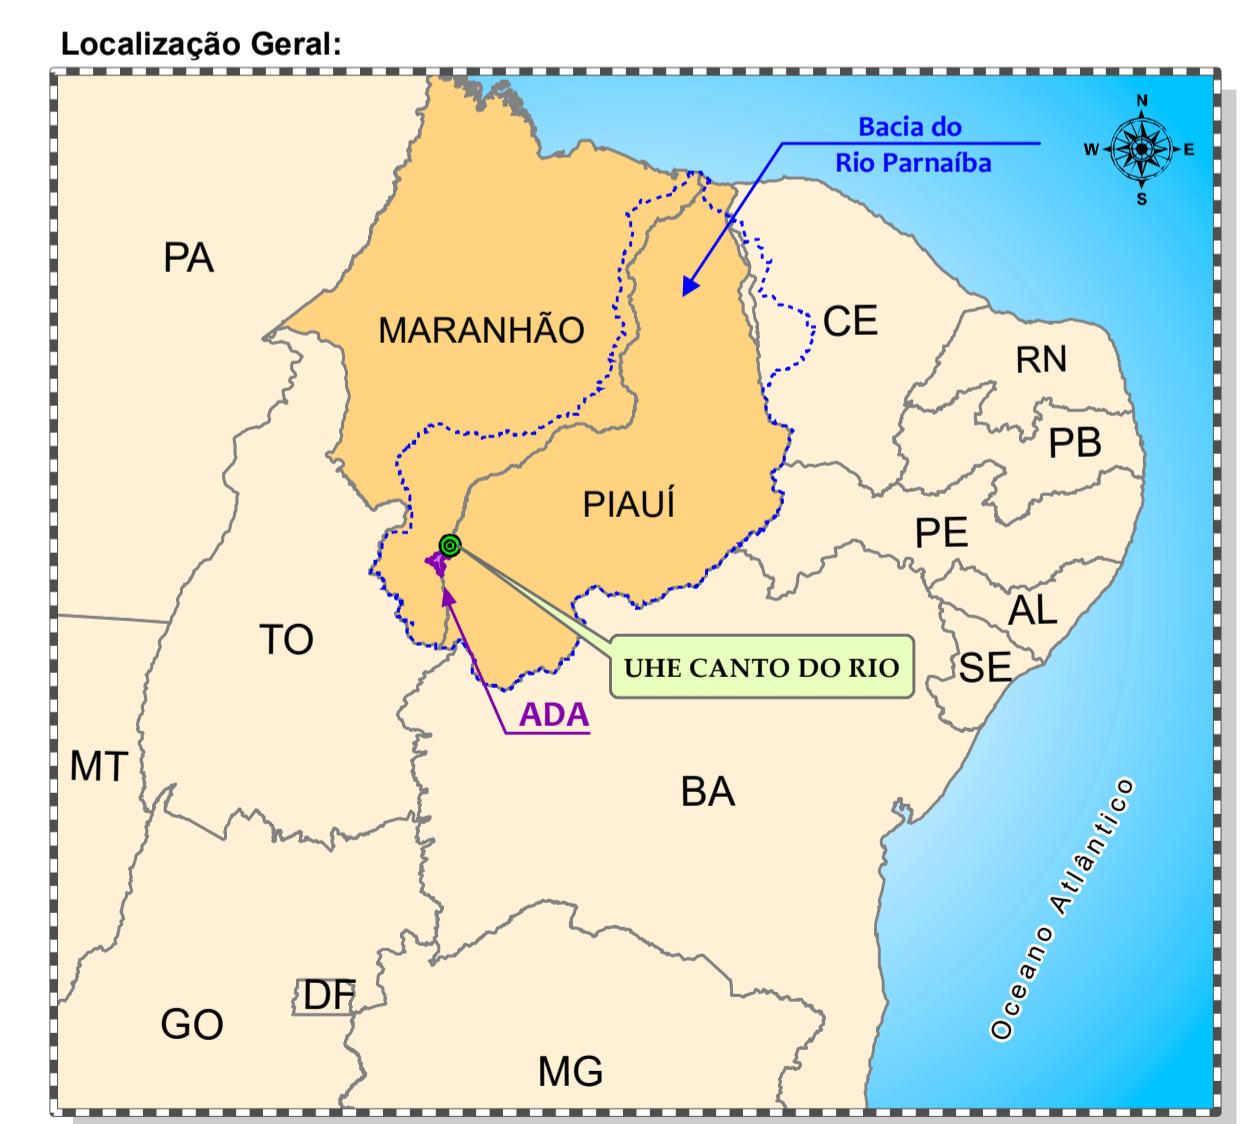 Localização Geral:
N
W
E
S
Bacia do
Rio Parnaíba
PA
MARANHÃO
CE
RN
PB
PIAUÍ
PE
AL
TO
SE
UHE CANTO DO RIO
ADA
MT
BA
Oceano Atlântico
DF
GO
MG